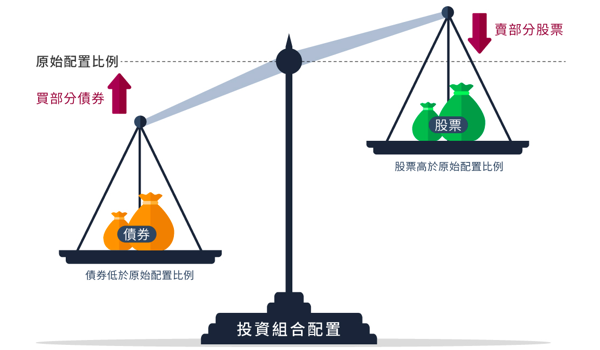 賣部分股票
原始配置比例
買部分債券
股票
股票高於原始配置比例
債券
債券低於原始配置比例
投資組合配置